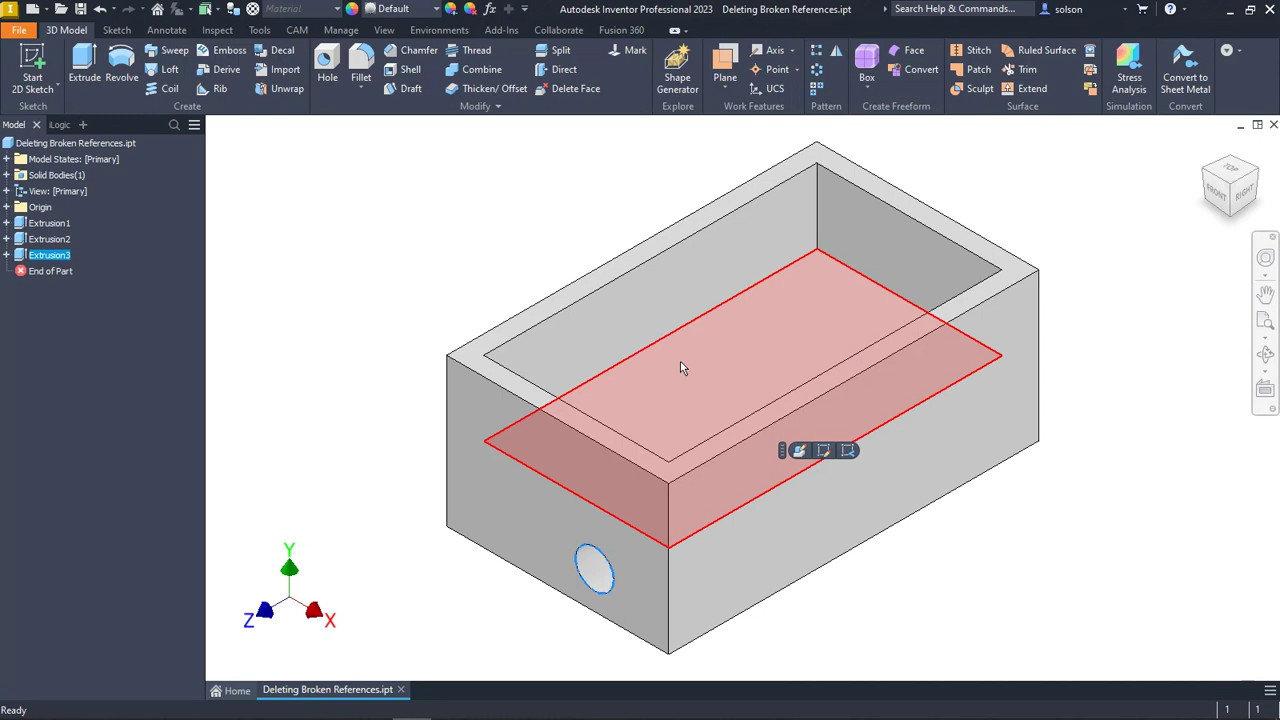 Material
Default
Autodesk Inventor Professional 2023 Deleting Broken References.ipt
Search Help & Commands...
solson
File
3D Model
Sketch
Annotate
Inspect
Tools
CAM
Manage
View
Environments
Add-Ins
Collaborate
Fusion 360
Start
2D Sketch
Extrude
Revolve
Sweep
Loft
Coil
Emboss
Derive
Rib
Decal
Import
Unwrap
Hole
Fillet
Chamfer
Shell
Draft
Thread
Combine
Thicken/ Offset
Split
Direct
Delete Face
Mark
Shape
Generator
Plane
Axis
Point
UCS
Box
Face
Convert
Stitch
Patch
Sculpt
Ruled Surface
Trim
Extend
Stress
Analysis
Convert to
Sheet Metal
Sketch
Create
Modify
Explore
Work Features
Pattern
Create Freeform
Surface
Simulation
Convert
Model
iLogic
Deleting Broken References.ipt
Model States: [Primary]
Solid Bodies(1)
View: [Primary]
Origin
Extrusion1
Extrusion2
Extrusion3
End of Part
TOP
FRONT
RIGHT
Y
Z
X
Home
Deleting Broken References.ipt
Ready
1
1